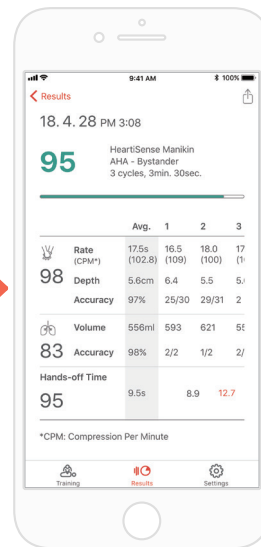 9:41 AM 100%
Results
18. 4. 28 PM 3:08
95
HeartiSense Manikin
AHA - Bystander
3 cycles, 3min. 30sec.
Avg. 1 2 3
Rate 17.5s 16.5 18.0 17
(CPM*) (102.8) (109) (100)
98 Depth 5.6cm 6.4 5.5
Accuracy 97% 25/30 29/31 2
Volume 556ml 593 621
83 Accuracy 98% 2/2 1/2 2/
Hands-off Time
95 9.5s 8.9 12.7
*CPM: Compression Per Minute
Training Results Settings